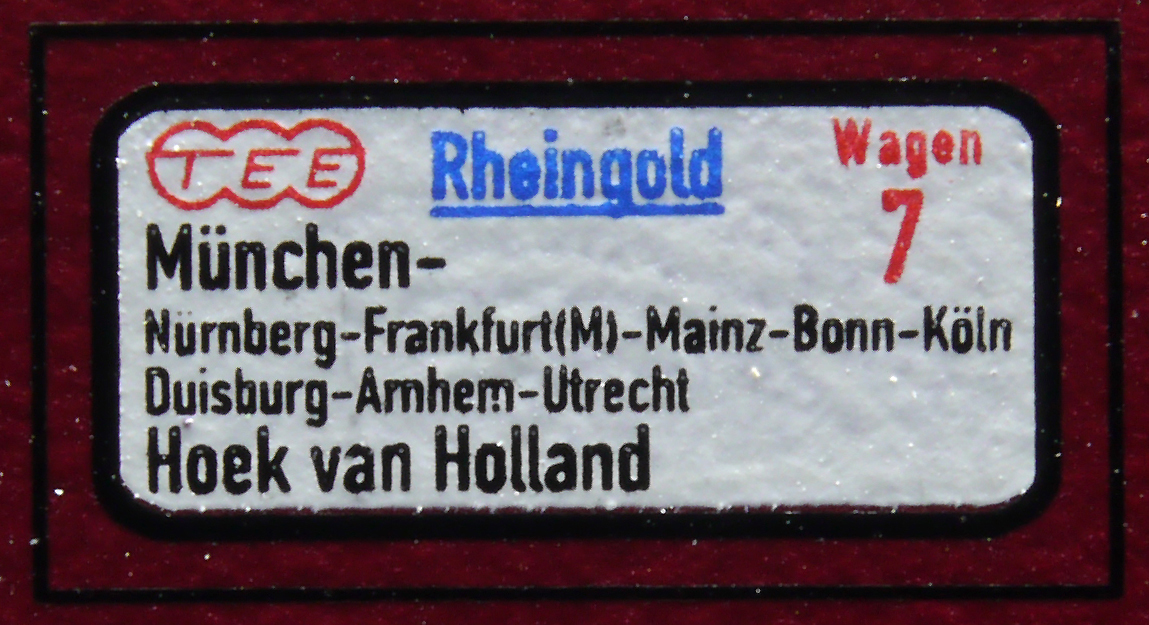 TEE Rheingold Wagen
7
München-
Nürnberg-Frankfurt(M)-Mainz-Bonn-Köln
Duisburg-Arnhem-Utrecht
Hoek van Holland